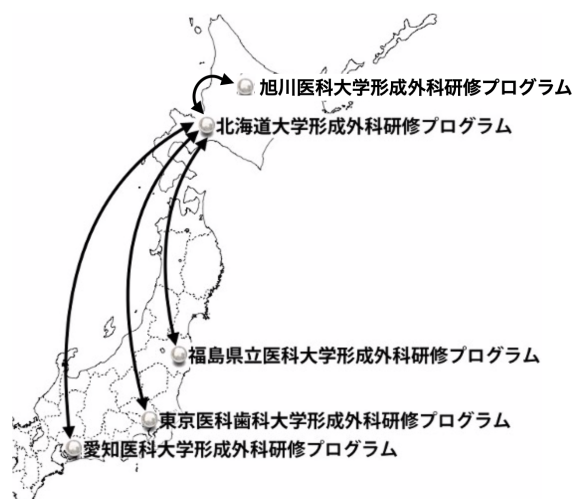 旭川医科大学形成外科研修プログラム
北海道大学形成外科研修プログラム
福島県立医科大学形成外科研修プログラム
東京医科歯科大学形成外科研修プログラム
愛知医科大学形成外科研修プログラム